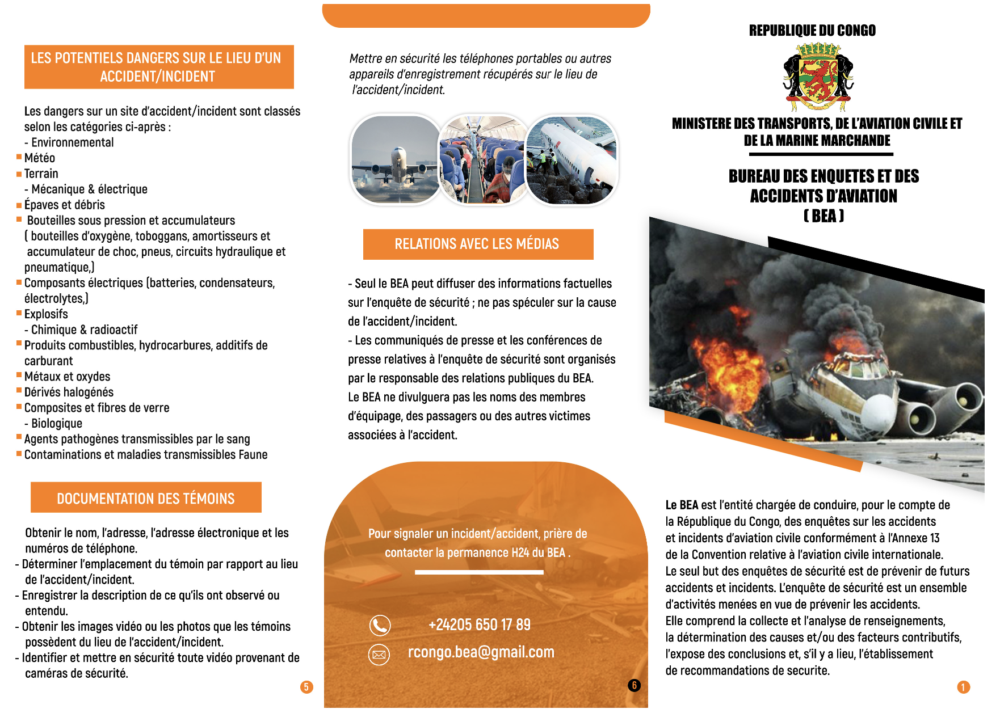 LES POTENTIELS DANGERS SUR LE LIEU D'UN
ACCIDENT/INCIDENT
Les dangers sur un site d'accident/incident sont classés
selon les catégories ci-après :
- Environnemental
Météo
Terrain
- Mécanique & électrique
Épaves et débris
Bouteilles sous pression et accumulateurs
( bouteilles d'oxygène, toboggans, amortisseurs et
accumulateur de choc, pneus, circuits hydraulique et
pneumatique,)
Composants électriques (batteries, condensateurs,
électrolytes,)
Explosifs
- Chimique & radioactif
Produits combustibles, hydrocarbures, additifs de
carburant
Métaux et oxydes
Dérivés halogénés
Composites et fibres de verre
- Biologique
Agents pathogènes transmissibles par le sang
Contaminations et maladies transmissibles Faune
DOCUMENTATION DES TÉMOINS
Obtenir le nom, l'adresse, l'adresse électronique et les
numéros de téléphone.
- Déterminer l'emplacement du témoin par rapport au lieu
de l'accident/incident.
- Enregistrer la description de ce qu'ils ont observé ou
entendu.
- Obtenir les images vidéo ou les photos que les témoins
possèdent du lieu de l'accident/incident.
- Identifier et mettre en sécurité toute vidéo provenant de
caméras de sécurité.
5
Mettre en sécurité les téléphones portables ou autres
appareils d'enregistrement récupérés sur le lieu de
l'accident/incident.
RELATIONS AVEC LES MÉDIAS
- Seul le BEA peut diffuser des informations factuelles
sur l'enquête de sécurité ; ne pas spéculer sur la cause
de l'accident/incident.
- Les communiqués de presse et les conférences de
presse relatives à l'enquête de sécurité sont organisés
par le responsable des relations publiques du BEA.
Le BEA ne divulguera pas les noms des membres
d'équipage, des passagers ou des autres victimes
associées à l'accident.
Pour signaler un incident/accident, prière de
contacter la permanence H24 du BEA .
+24205 650 17 89
rcongo.bea@gmail.com
6
REPUBLIQUE DU CONGO
MINISTERE DES TRANSPORTS, DE L'AVIATION CIVILE ET
DE LA MARINE MARCHANDE
BUREAU DES ENQUETES ET DES
ACCIDENTS D'AVIATION
( BEA )
Le BEA est l'entité chargée de conduire, pour le compte de
la République du Congo, des enquêtes sur les accidents
et incidents d'aviation civile conformément à l'Annexe 13
de la Convention relative à l'aviation civile internationale.
Le seul but des enquêtes de sécurité est de prévenir de futurs
accidents et incidents. L'enquête de sécurité est un ensemble
d'activités menées en vue de prévenir les accidents.
Elle comprend la collecte et l'analyse de renseignements,
la détermination des causes et/ou des facteurs contributifs,
l'expose des conclusions et, s'il y a lieu, l'établissement
de recommandations de securite.
1